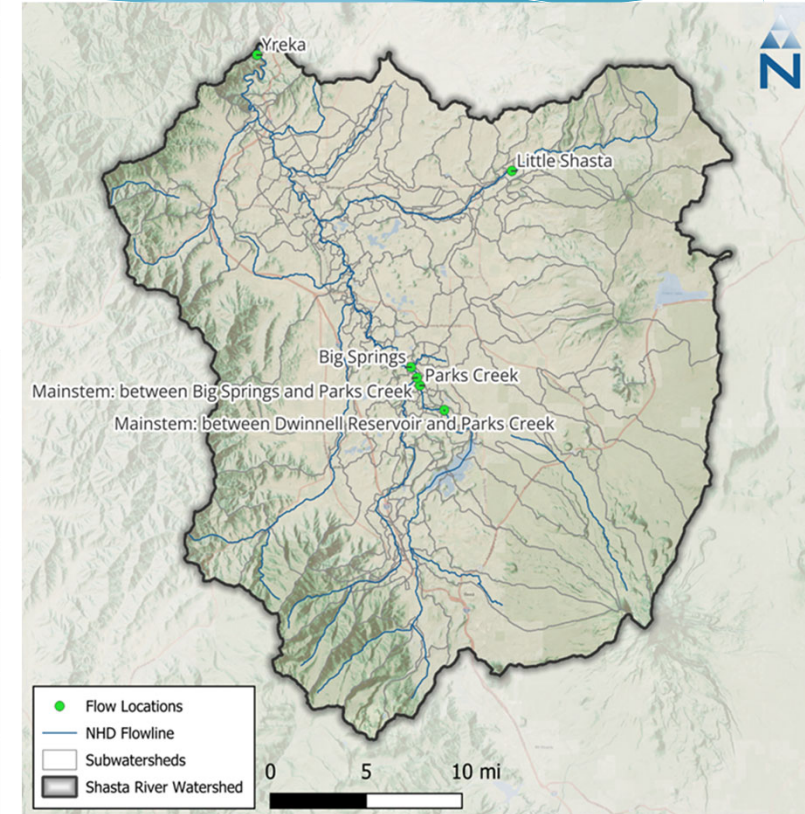 N
Yreka
Little Shasta
Big Springs
Parks Creek
Mainstem: between Big Springs and Parks Creek
Mainstem: between Dwinnell Reservoir and Parks Creek
Flow Locations
NHD Flowline
Subwatersheds
Shasta River Watershed
0 5 10 mi